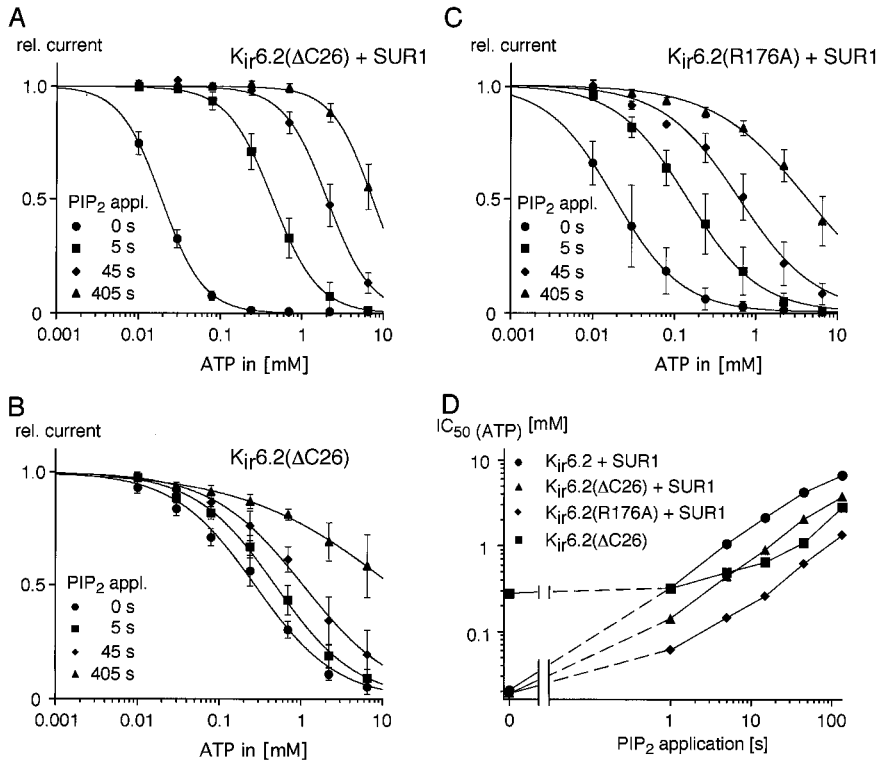 A
rel. current
Kir6.2(ΔC26) + SUR1
1.0
0.5
0
PIP2 appl.
0 s
5 s
45 s
405 s
0.001 0.01 0.1 1 10
ATP in [mM]
C
rel. current
Kir6.2(R176A) + SUR1
1.0
0.5
0
PIP2 appl.
0 s
5 s
45 s
405 s
0.001 0.01 0.1 1 10
ATP in [mM]
B
rel. current
Kir6.2(ΔC26)
1.0
0.5
0
PIP2 appl.
0 s
5 s
45 s
405 s
0.001 0.01 0.1 1 10
ATP in [mM]
D
IC50 (ATP) [mM]
Kir6.2 + SUR1
Kir6.2(ΔC26) + SUR1
Kir6.2(R176A) + SUR1
Kir6.2(ΔC26)
10
1
0.1
0 1 10 100
PIP2 application [s]